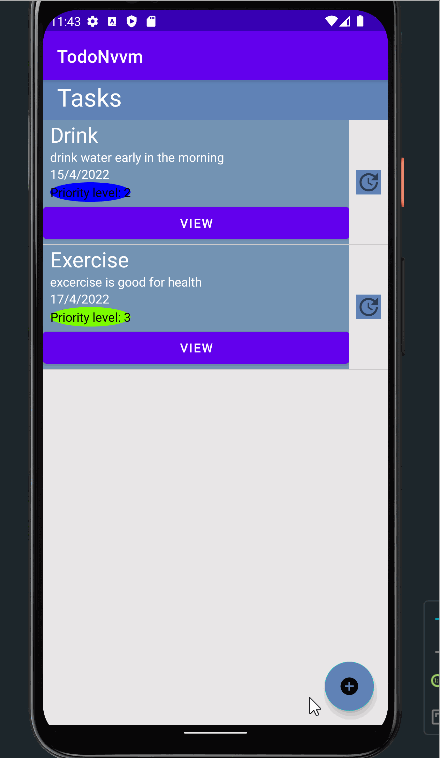 11:43
TodoNvvm
Tasks
Drink
drink water early in the morning
15/4/2022
Priority level: 2
VIEW
Exercise
excercise is good for health
17/4/2022
Priority level: 3
VIEW